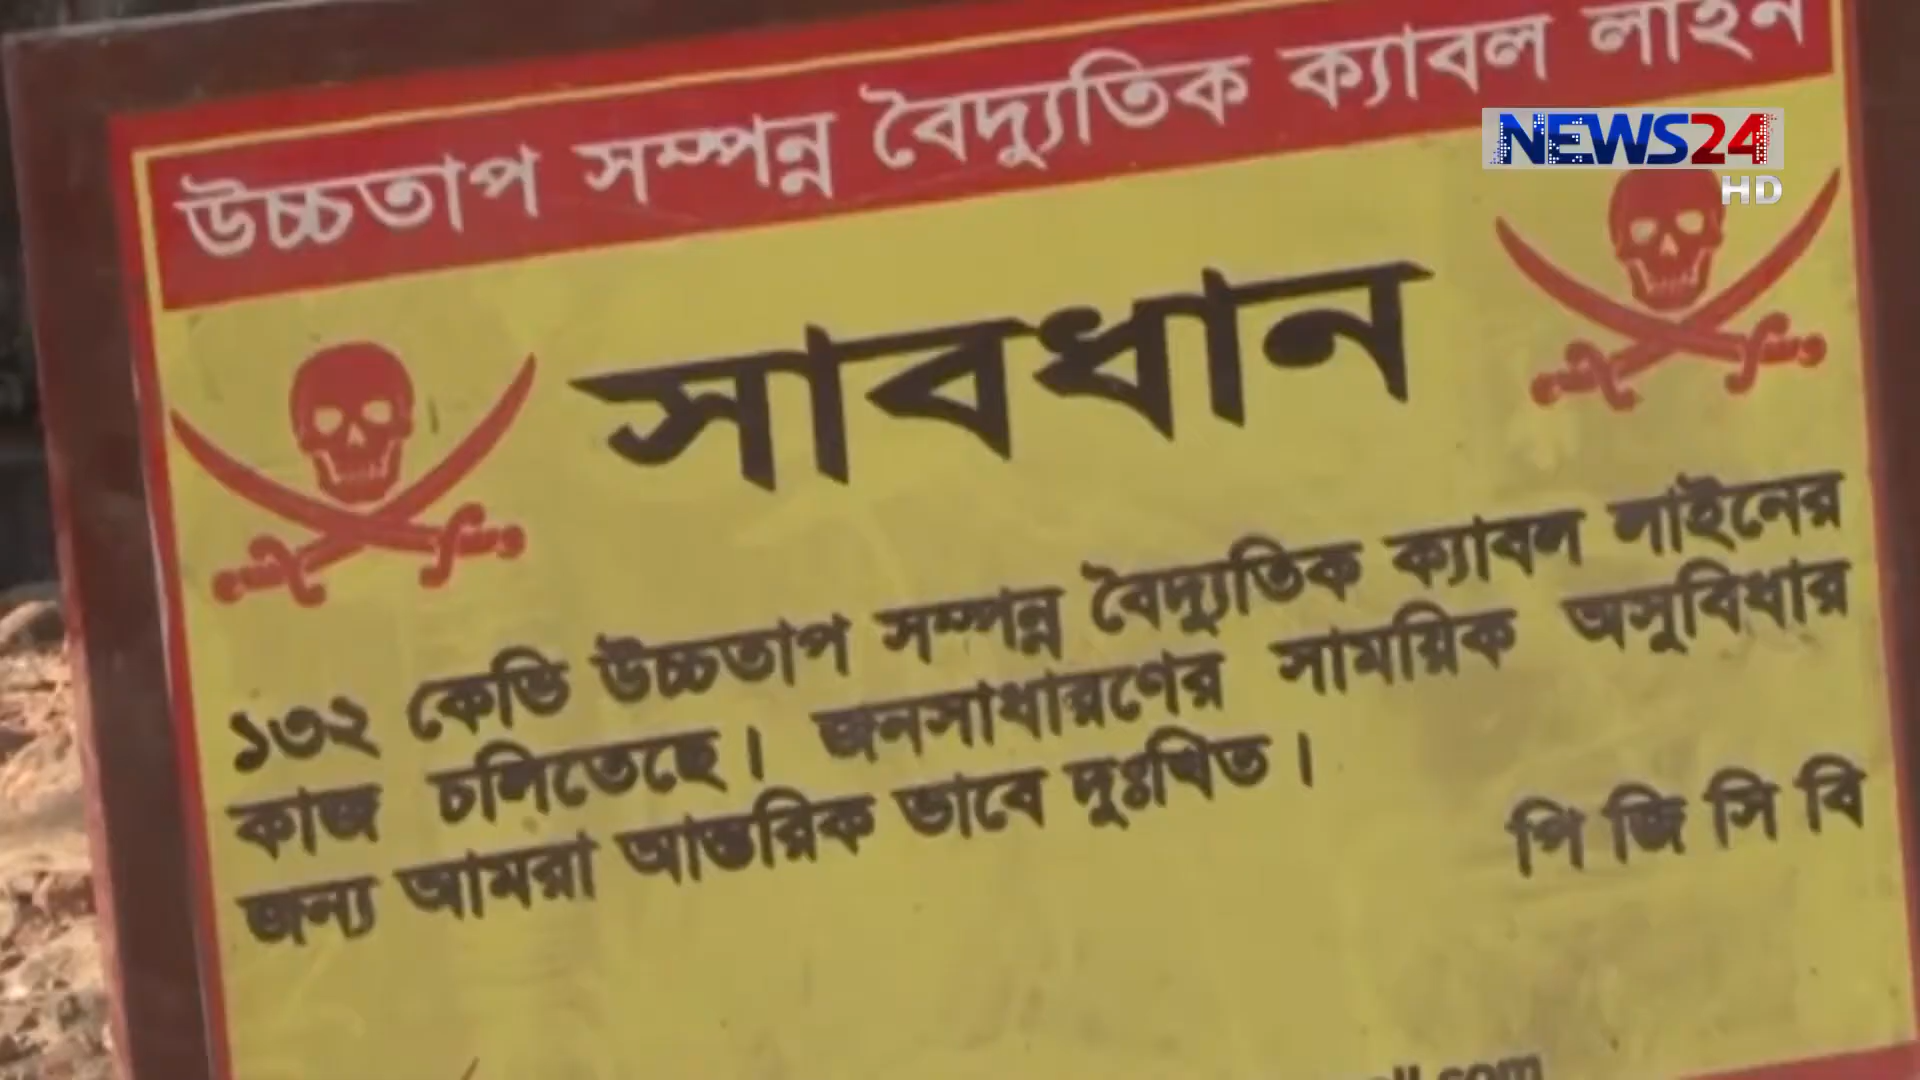 উচ্চতাপ সম্পন্ন বৈদ্যুতিক ক্যাবল লাইন
NEWS24
HD
সাবধান
১৩২ কেভি উচ্চতাপ সম্পন্ন বৈদ্যুতিক ক্যাবল লাইনের
কাজ চলিতেছে। জনসাধারণের সাময়িক অসুবিধার
জন্য আমরা আন্তরিক ভাবে দুঃখিত।
পি জি সি বি